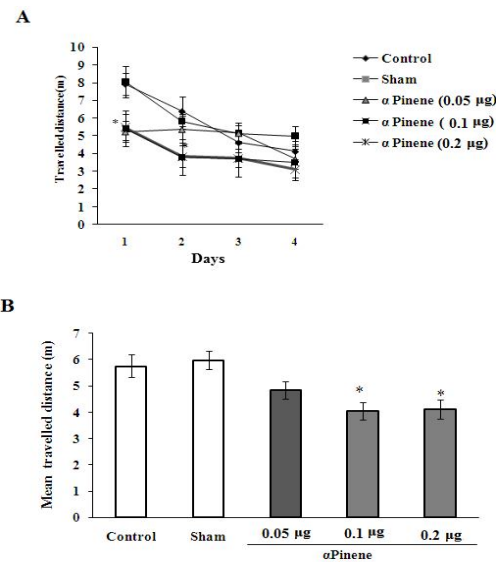 A
Travelled distance(m)
10
9
8
7
6
5
4
3
2
1
0
*
*
1 2 3 4
Days
Control
Sham
α Pinene (0.05 µg)
α Pinene ( 0.1 µg)
α Pinene (0.2 µg)
B
Mean travelled distance (m)
7
6
5
4
3
2
1
0
* *
Control Sham 0.05 µg 0.1 µg 0.2 µg
αPinene